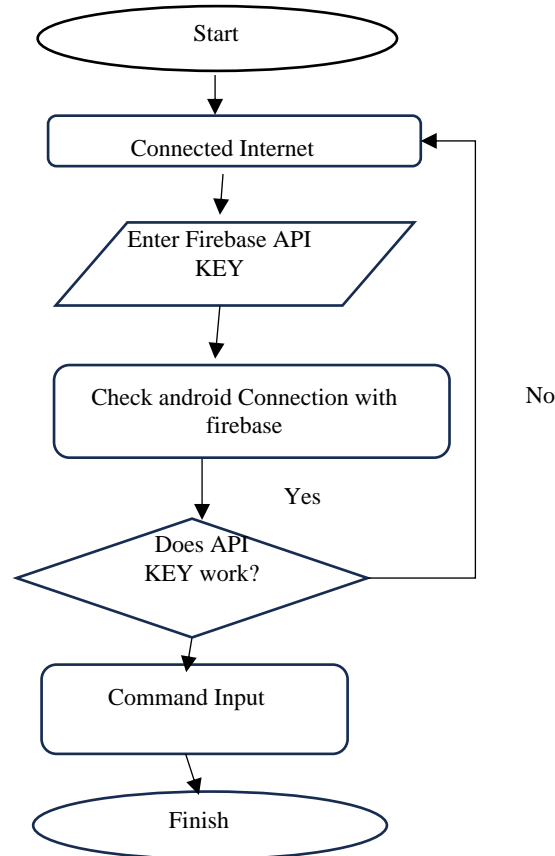 Start
Connected Internet
Enter Firebase API
KEY
Check android Connection with
firebase
No
Yes
Does API
KEY work?
Command Input
Finish